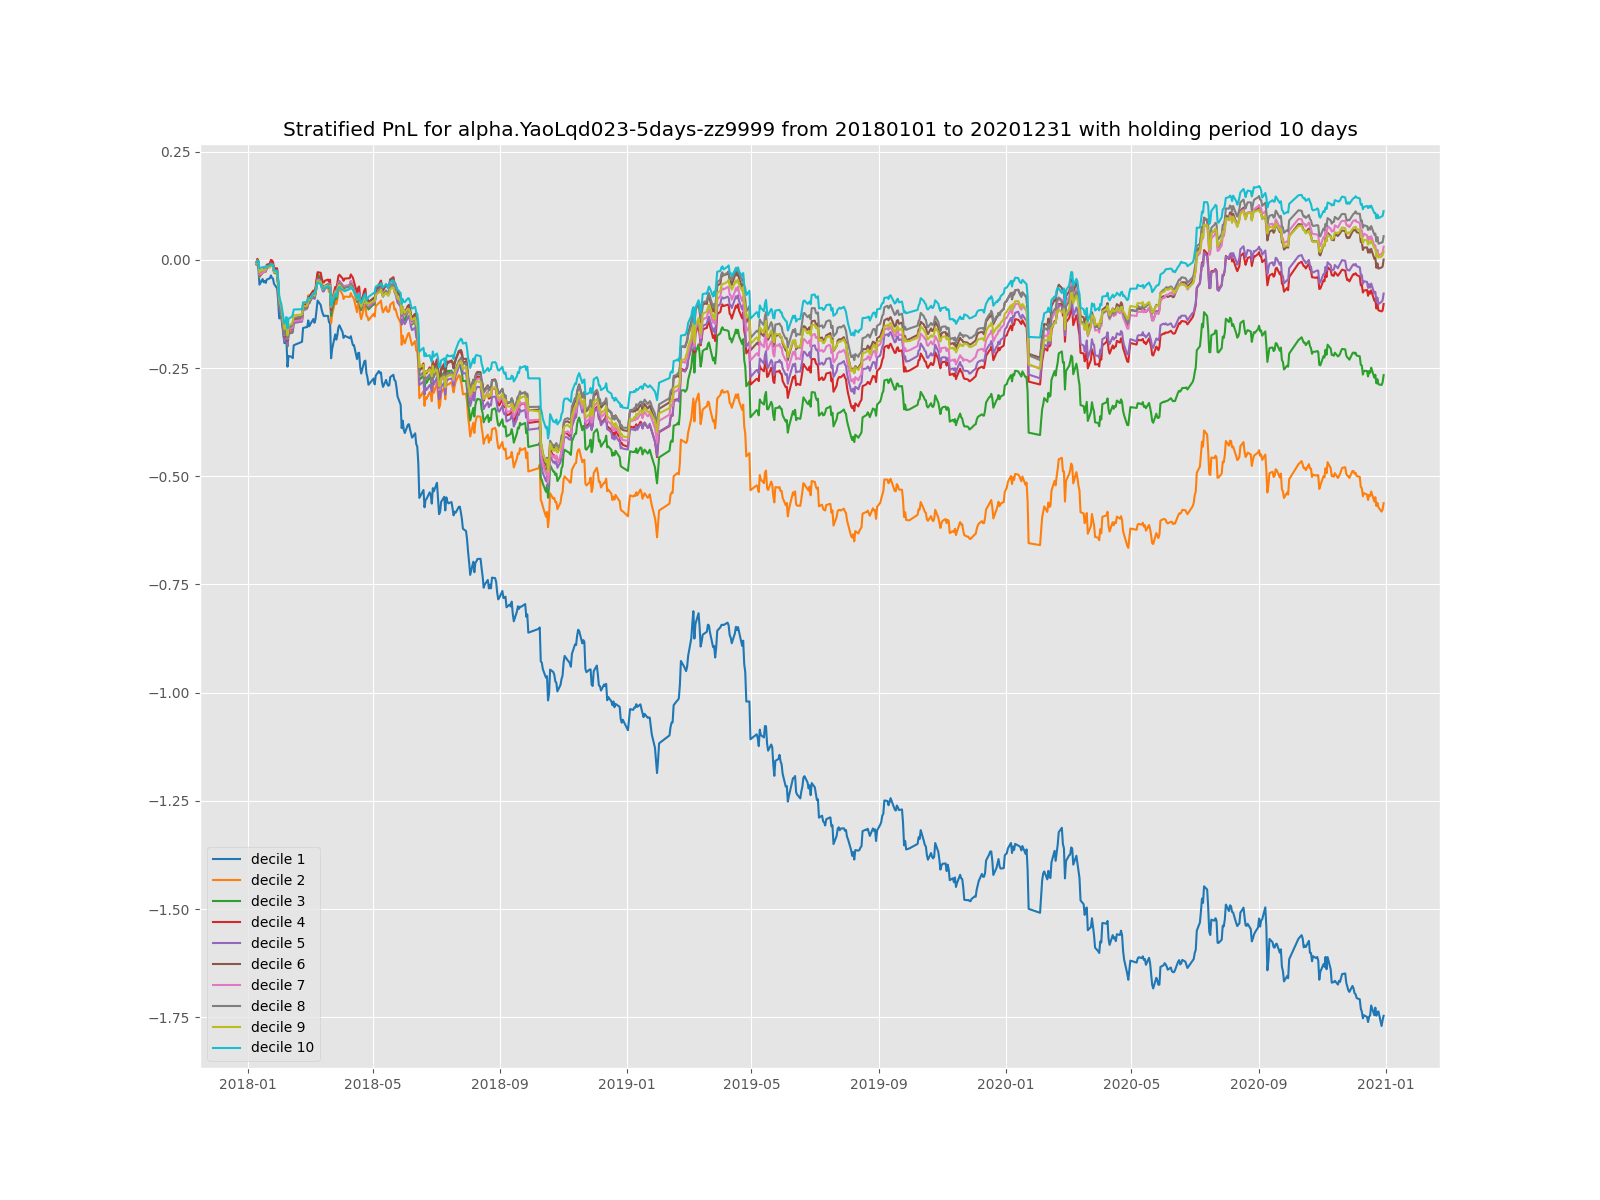 Stratified PnL for alpha.YaoLqd023-5days-zz9999 from 20180101 to 20201231 with holding period 10 days
0.25
0.00
−0.25
−0.50
−0.75
−1.00
−1.25
−1.50
−1.75
decile 1
decile 2
decile 3
decile 4
decile 5
decile 6
decile 7
decile 8
decile 9
decile 10
2018-01 2018-05 2018-09 2019-01 2019-05 2019-09 2020-01 2020-05 2020-09 2021-01